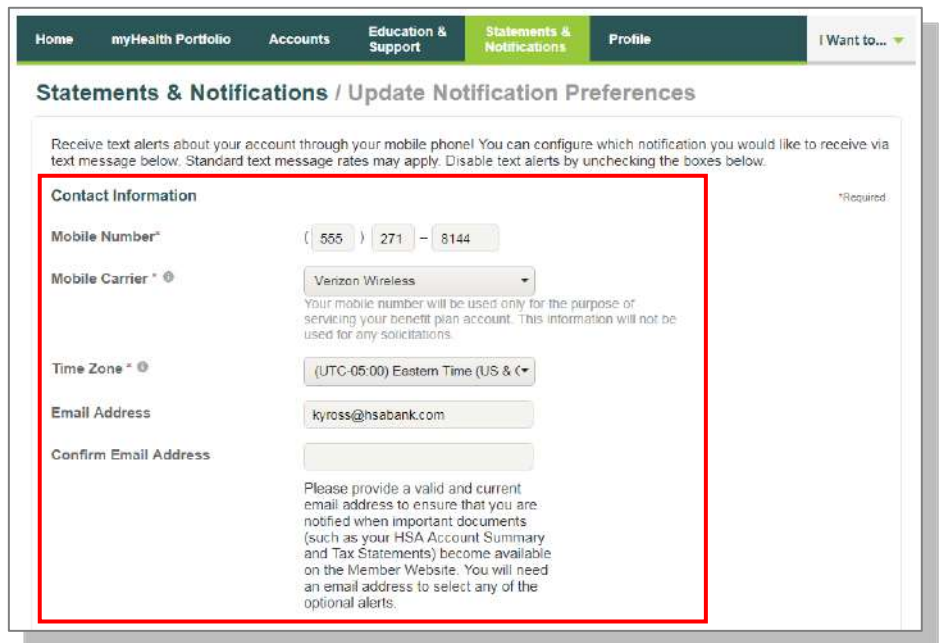 Home myHealth Portfolio Accounts Education & Support Statements & Notifications Profile I Want to...
Statements & Notifications / Update Notification Preferences
Receive text alerts about your account through your mobile phone! You can configure which notification you would like to receive via
text message below. Standard text message rates may apply. Disable text alerts by unchecking the boxes below.
Contact Information *Required
Mobile Number* ( 555 ) 271 – 8144
Mobile Carrier * Verizon Wireless
Your mobile number will be used only for the purpose of
servicing your benefit plan account. This information will not be
used for any solicitations.
Time Zone * (UTC-05:00) Eastern Time (US & C
Email Address kyross@hsabank.com
Confirm Email Address
Please provide a valid and current
email address to ensure that you are
notified when important documents
(such as your HSA Account Summary
and Tax Statements) become available
on the Member Website. You will need
an email address to select any of the
optional alerts.